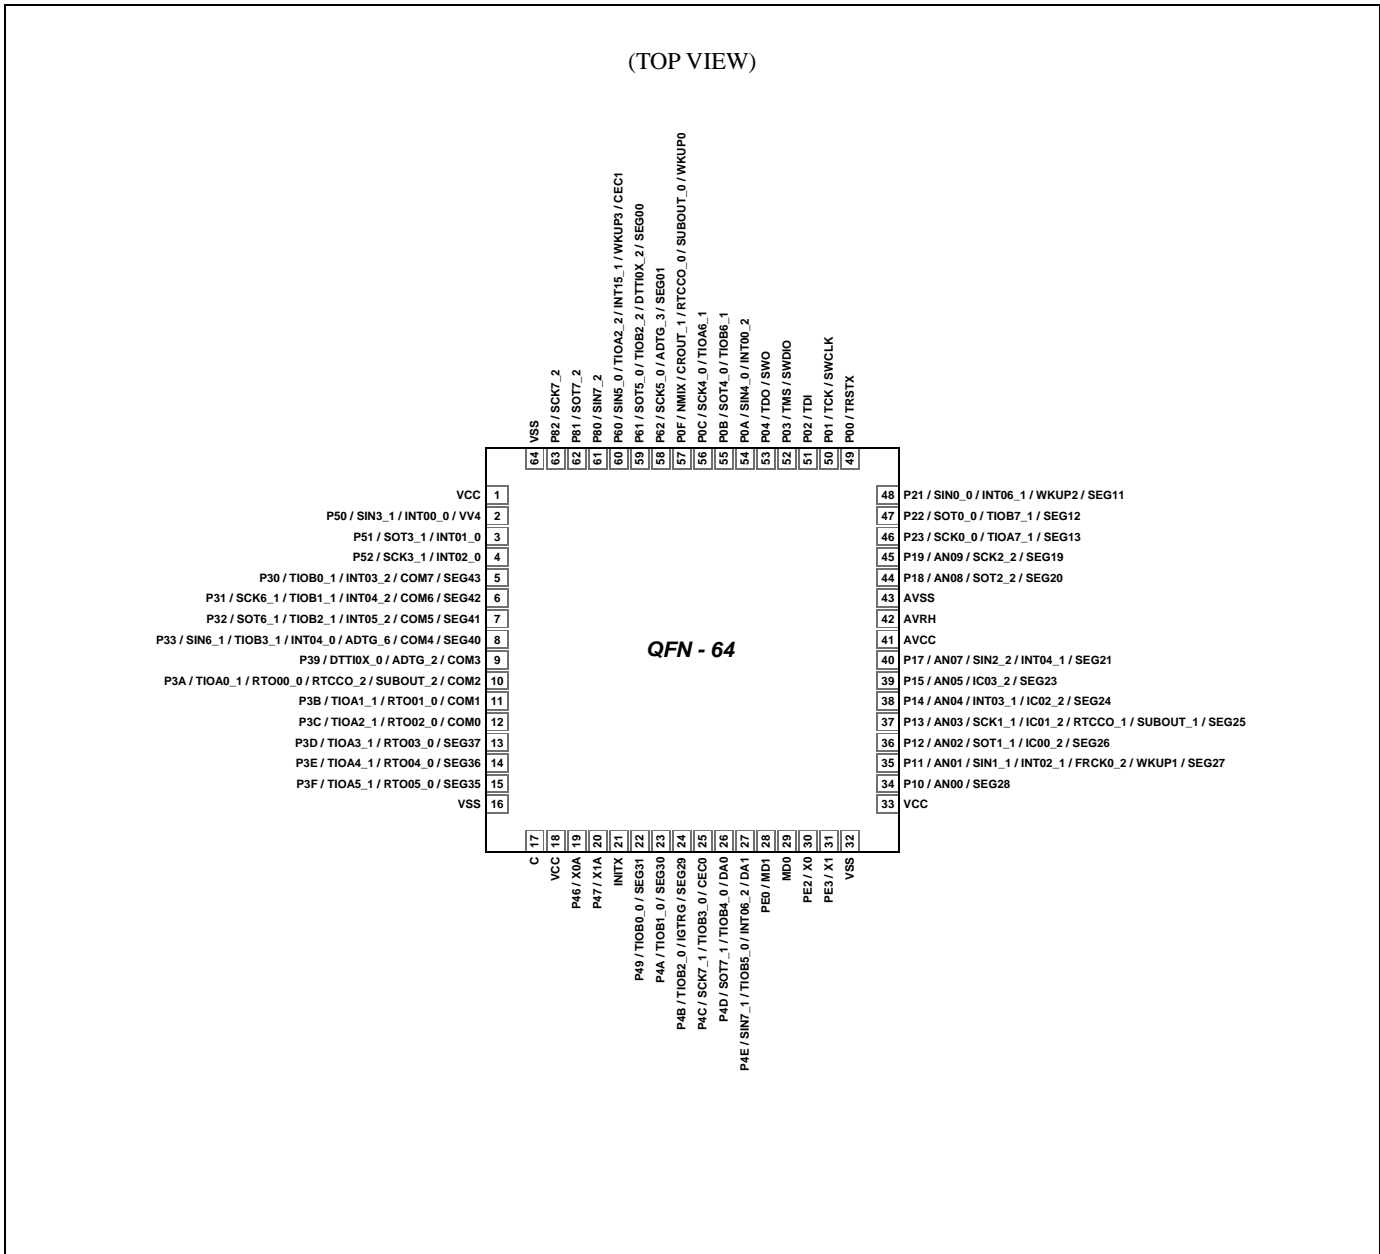 (TOP VIEW)
64 VSS
63 P82 / SCK7_2
62 P81 / SOT7_2
61 P80 / SIN7_2
60 P60 / SIN5_0 / TIOA2_2 / INT15_1 / WKUP3 / CEC1
59 P61 / SOT5_0 / TIOB2_2 / DTTI0X_2 / SEG00
58 P62 / SCK5_0 / ADTG_3 / SEG01
57 P0F / NMIX / CROUT_1 / RTCCO_0 / SUBOUT_0 / WKUP0
56 P0C / SCK4_0 / TIOA6_1
55 P0B / SOT4_0 / TIOB6_1
54 P0A / SIN4_0 / INT00_2
53 P04 / TDO / SWO
52 P03 / TMS / SWDIO
51 P02 / TDI
50 P01 / TCK / SWCLK
49 P00 / TRSTX
VCC 1
P50 / SIN3_1 / INT00_0 / VV4 2
P51 / SOT3_1 / INT01_0 3
P52 / SCK3_1 / INT02_0 4
P30 / TIOB0_1 / INT03_2 / COM7 / SEG43 5
P31 / SCK6_1 / TIOB1_1 / INT04_2 / COM6 / SEG42 6
P32 / SOT6_1 / TIOB2_1 / INT05_2 / COM5 / SEG41 7
P33 / SIN6_1 / TIOB3_1 / INT04_0 / ADTG_6 / COM4 / SEG40 8
P39 / DTTI0X_0 / ADTG_2 / COM3 9
P3A / TIOA0_1 / RTO00_0 / RTCCO_2 / SUBOUT_2 / COM2 10
P3B / TIOA1_1 / RTO01_0 / COM1 11
P3C / TIOA2_1 / RTO02_0 / COM0 12
P3D / TIOA3_1 / RTO03_0 / SEG37 13
P3E / TIOA4_1 / RTO04_0 / SEG36 14
P3F / TIOA5_1 / RTO05_0 / SEG35 15
VSS 16
QFN - 64
48 P21 / SIN0_0 / INT06_1 / WKUP2 / SEG11
47 P22 / SOT0_0 / TIOB7_1 / SEG12
46 P23 / SCK0_0 / TIOA7_1 / SEG13
45 P19 / AN09 / SCK2_2 / SEG19
44 P18 / AN08 / SOT2_2 / SEG20
43 AVSS
42 AVRH
41 AVCC
40 P17 / AN07 / SIN2_2 / INT04_1 / SEG21
39 P15 / AN05 / IC03_2 / SEG23
38 P14 / AN04 / INT03_1 / IC02_2 / SEG24
37 P13 / AN03 / SCK1_1 / IC01_2 / RTCCO_1 / SUBOUT_1 / SEG25
36 P12 / AN02 / SOT1_1 / IC00_2 / SEG26
35 P11 / AN01 / SIN1_1 / INT02_1 / FRCK0_2 / WKUP1 / SEG27
34 P10 / AN00 / SEG28
33 VCC
C 17
VCC 18
P46 / X0A 19
P47 / X1A 20
INITX 21
P49 / TIOB0_0 / SEG31 22
P4A / TIOB1_0 / SEG30 23
P4B / TIOB2_0 / IGTRG / SEG29 24
P4C / SCK7_1 / TIOB3_0 / CEC0 25
P4D / SOT7_1 / TIOB4_0 / DA0 26
P4E / SIN7_1 / TIOB5_0 / INT06_2 / DA1 27
PE0 / MD1 28
MD0 29
PE2 / X0 30
PE3 / X1 31
VSS 32